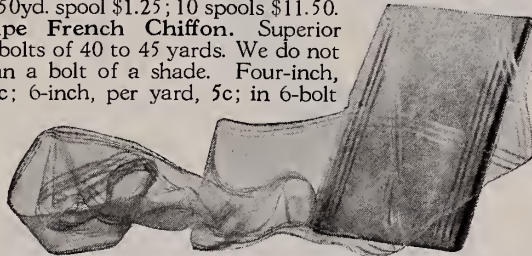 50yd. spool $1.25; 10 spools $11.50.
pe French Chiffon. Superior
bolts of 40 to 45 yards. We do not
n a bolt of a shade. Four-inch,
c; 6-inch, per yard, 5c; in 6-bolt